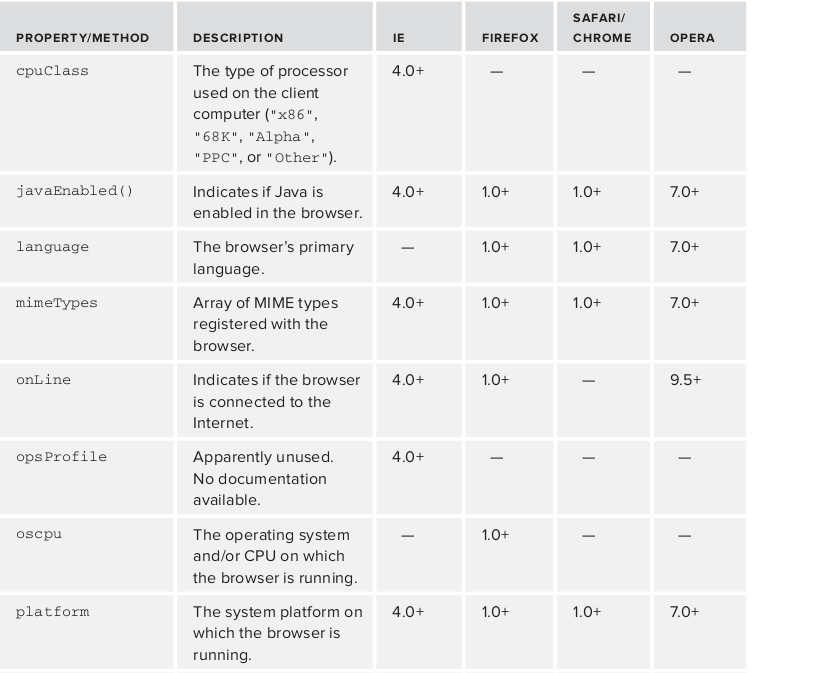 PROPERTY/METHOD DESCRIPTION IE FIREFOX SAFARI/
CHROME OPERA
cpuClass The type of processor 4.0+ — — —
used on the client
computer ("x86",
"68K", "Alpha",
"PPC", or "Other").
javaEnabled() Indicates if Java is 4.0+ 1.0+ 1.0+ 7.0+
enabled in the browser.
language The browser’s primary — 1.0+ 1.0+ 7.0+
language.
mimeTypes Array of MIME types 4.0+ 1.0+ 1.0+ 7.0+
registered with the
browser.
onLine Indicates if the browser 4.0+ 1.0+ — 9.5+
is connected to the
Internet.
opsProfile Apparently unused. 4.0+ — — —
No documentation
available.
oscpu The operating system — 1.0+ — —
and/or CPU on which
the browser is running.
platform The system platform on 4.0+ 1.0+ 1.0+ 7.0+
which the browser is
running.